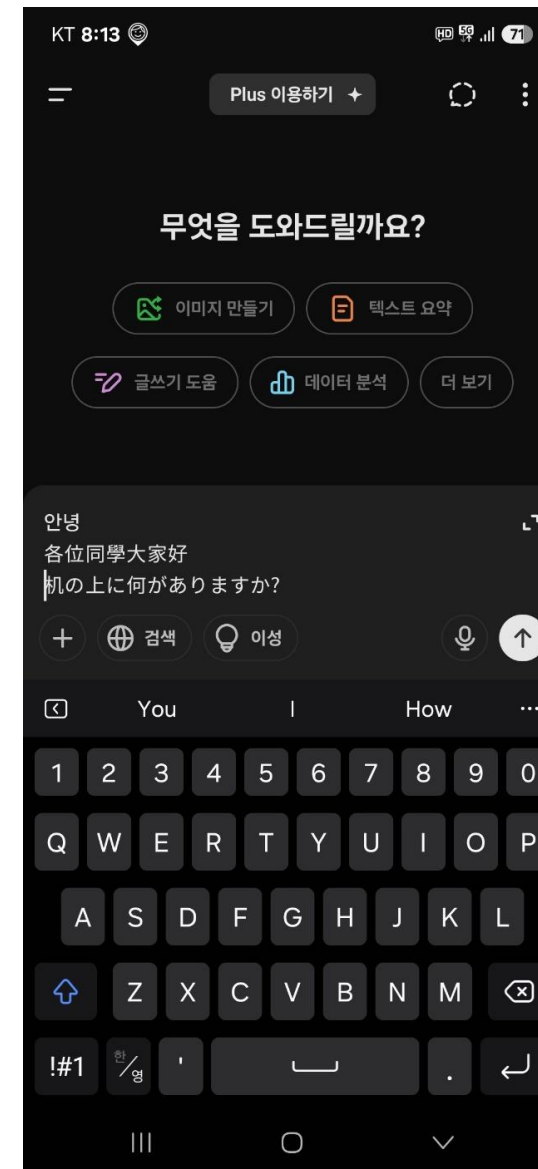 KT 8:13 HD 5G 71
Plus 이용하기
무엇을 도와드릴까요?
이미지 만들기 텍스트 요약
글쓰기 도움 데이터 분석 더 보기
안녕
各位同學大家好
机の上に何がありますか?
검색 이성
You I How
1 2 3 4 5 6 7 8 9 0
Q W E R T Y U I O P
A S D F G H J K L
Z X C V B N M
!#1 한/영 ' .